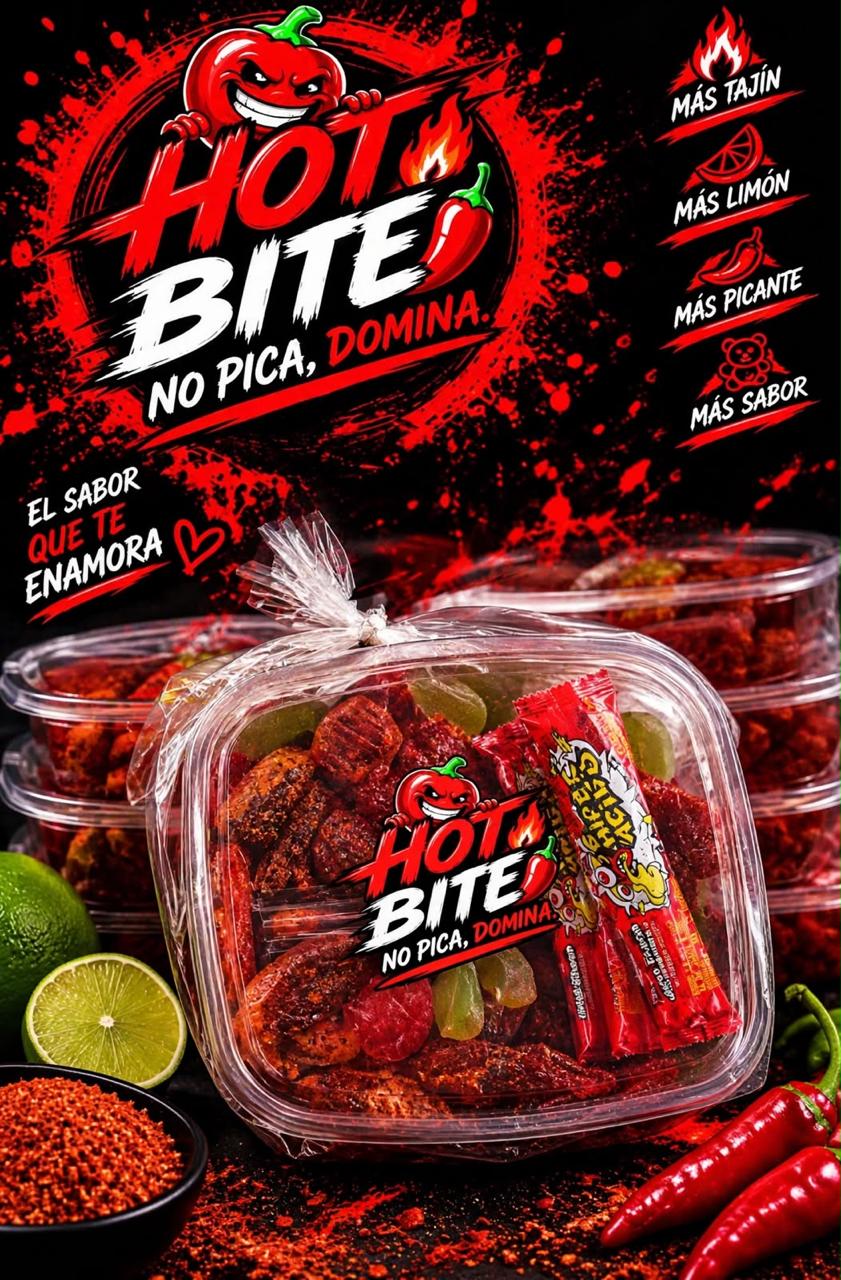 HOT
BITE
NO PICA, DOMINA.
MÁS TAJÍN
MÁS LIMÓN
MÁS PICANTE
MÁS SABOR
EL SABOR
QUE TE
ENAMORA
HOT
BITE
NO PICA, DOMINA.
ACIDO